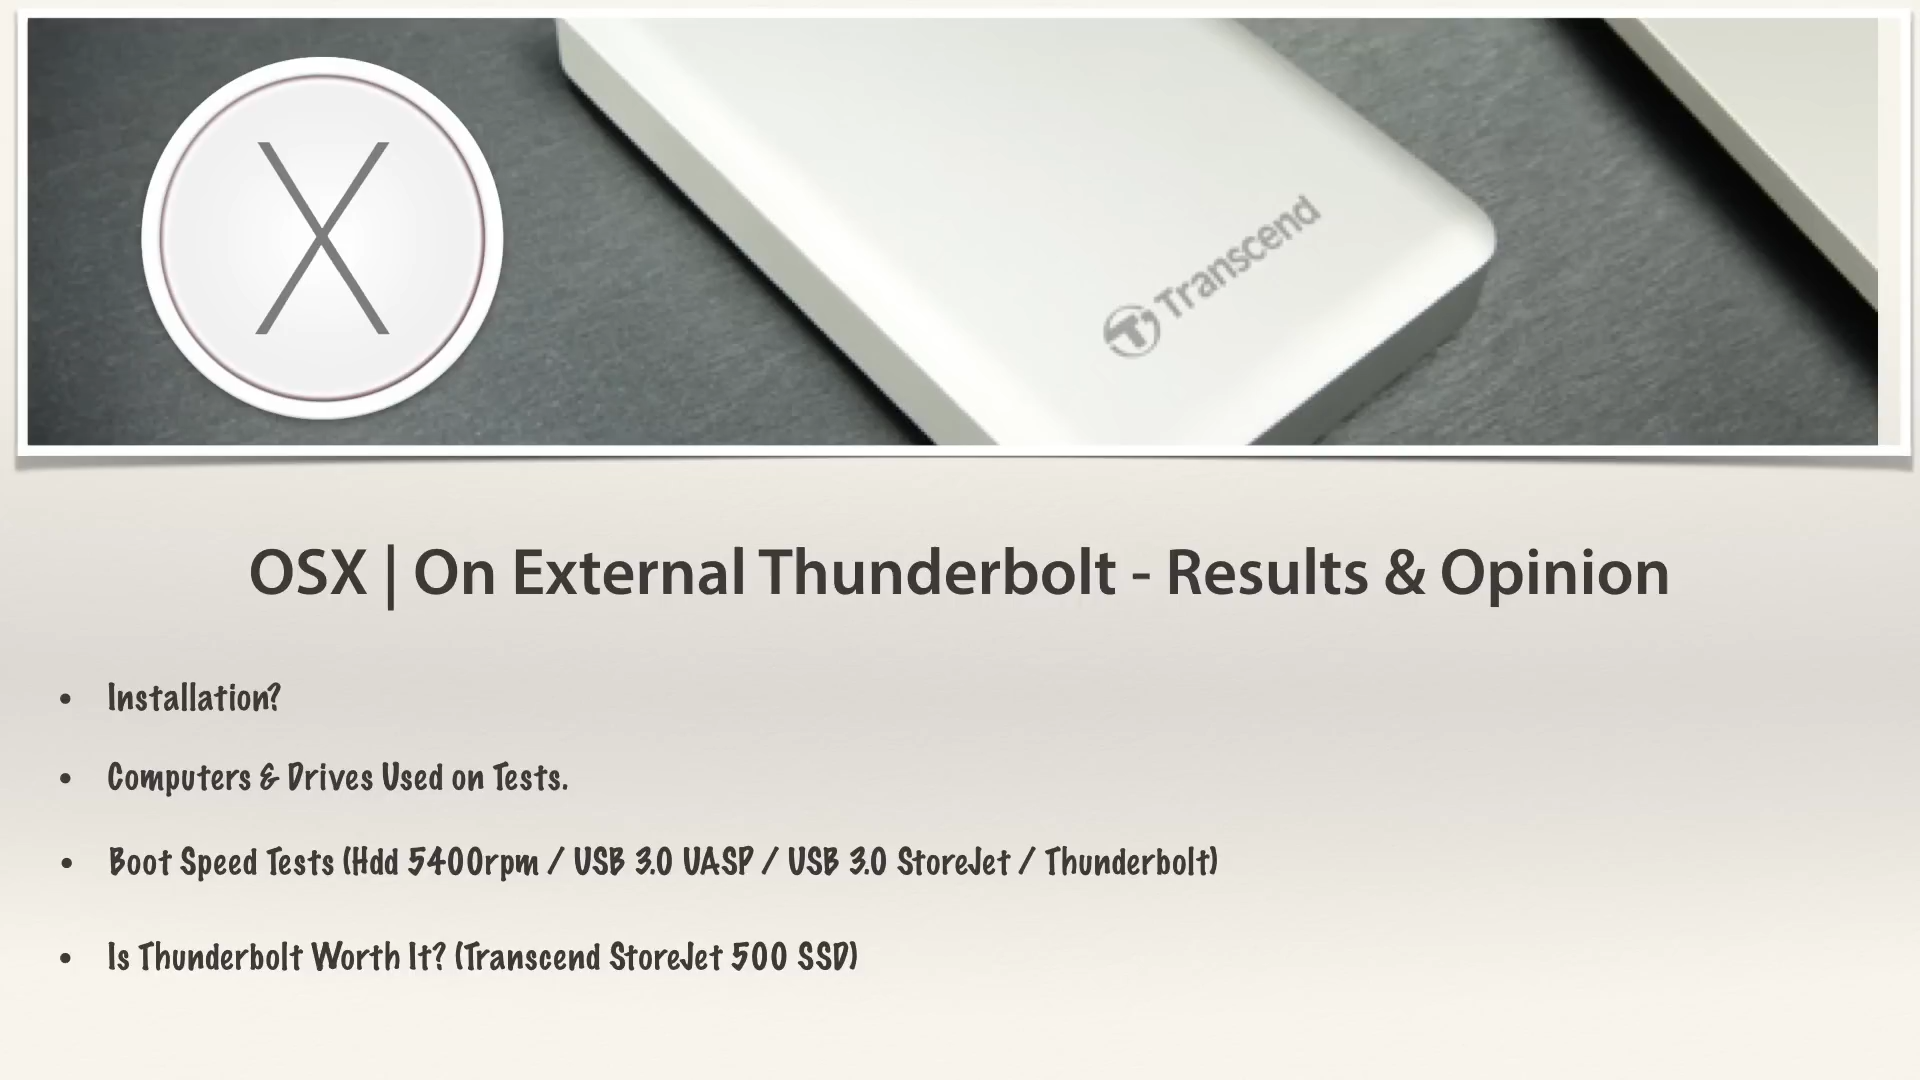 X
Transcend
OSX | On External Thunderbolt - Results & Opinion
• Installation?
• Computers & Drives Used on Tests.
• Boot Speed Tests (Hdd 5400rpm / USB 3.0 UASP / USB 3.0 StoreJet / Thunderbolt)
• Is Thunderbolt Worth It? (Transcend StoreJet 500 SSD)